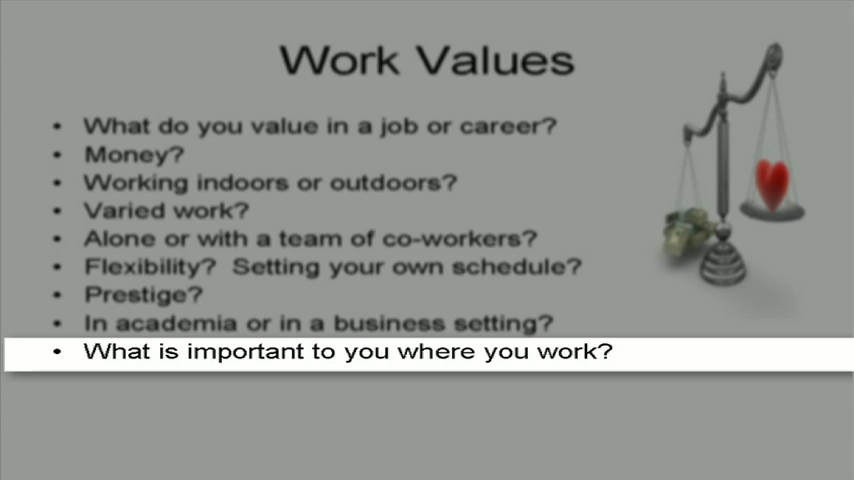 Work Values
• What do you value in a job or career?
• Money?
• Working indoors or outdoors?
• Varied work?
• Alone or with a team of co-workers?
• Flexibility?  Setting your own schedule?
• Prestige?
• In academia or in a business setting?
• What is important to you where you work?